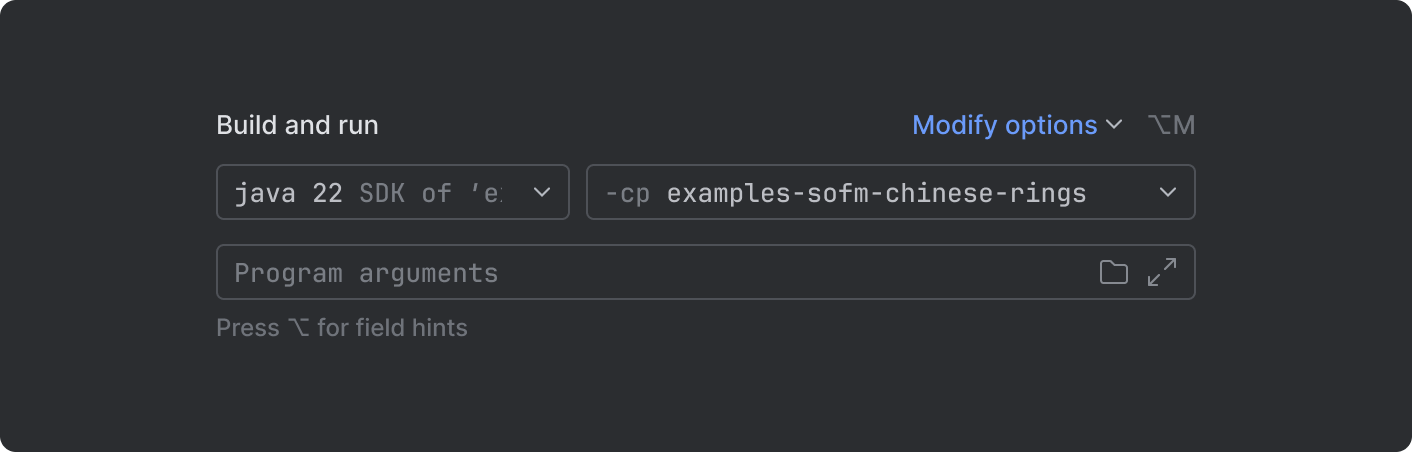 Build and run
Modify options ⌥M
java 22 SDK of 'e
-cp examples-sofm-chinese-rings
Program arguments
Press ⌥ for field hints